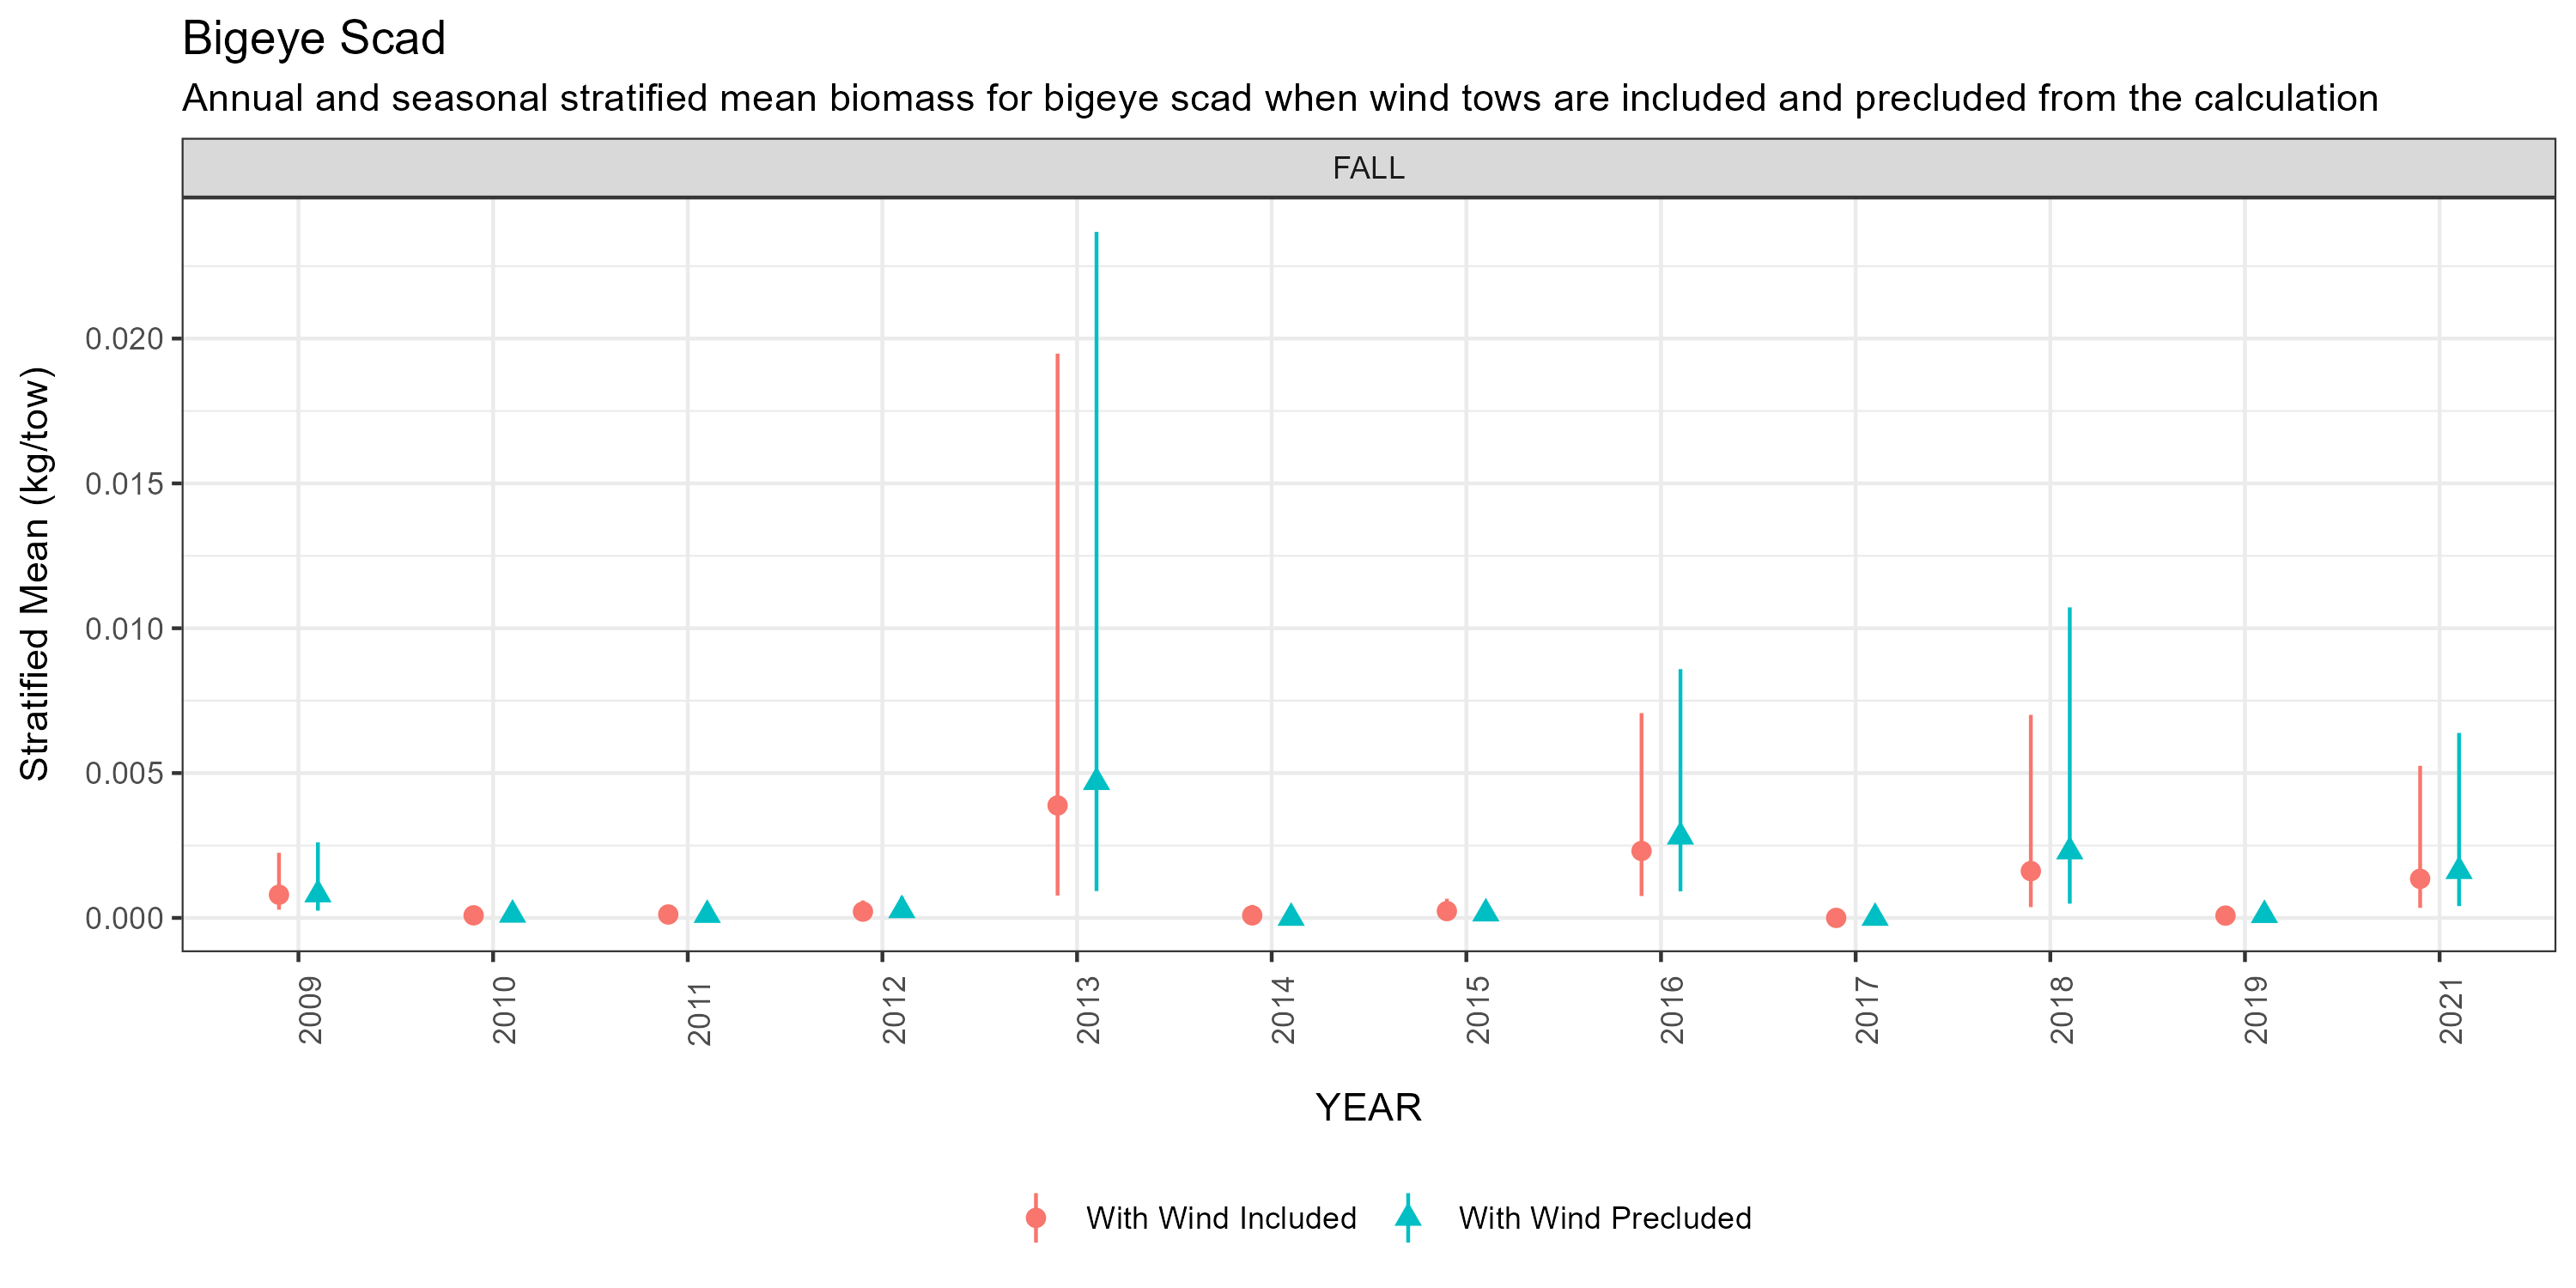 Bigeye Scad
Annual and seasonal stratified mean biomass for bigeye scad when wind tows are included and precluded from the calculation
FALL
Stratified Mean (kg/tow)
0.020
0.015
0.010
0.005
0.000
2009
2010
2011
2012
2013
2014
2015
2016
2017
2018
2019
2021
YEAR
With Wind Included
With Wind Precluded